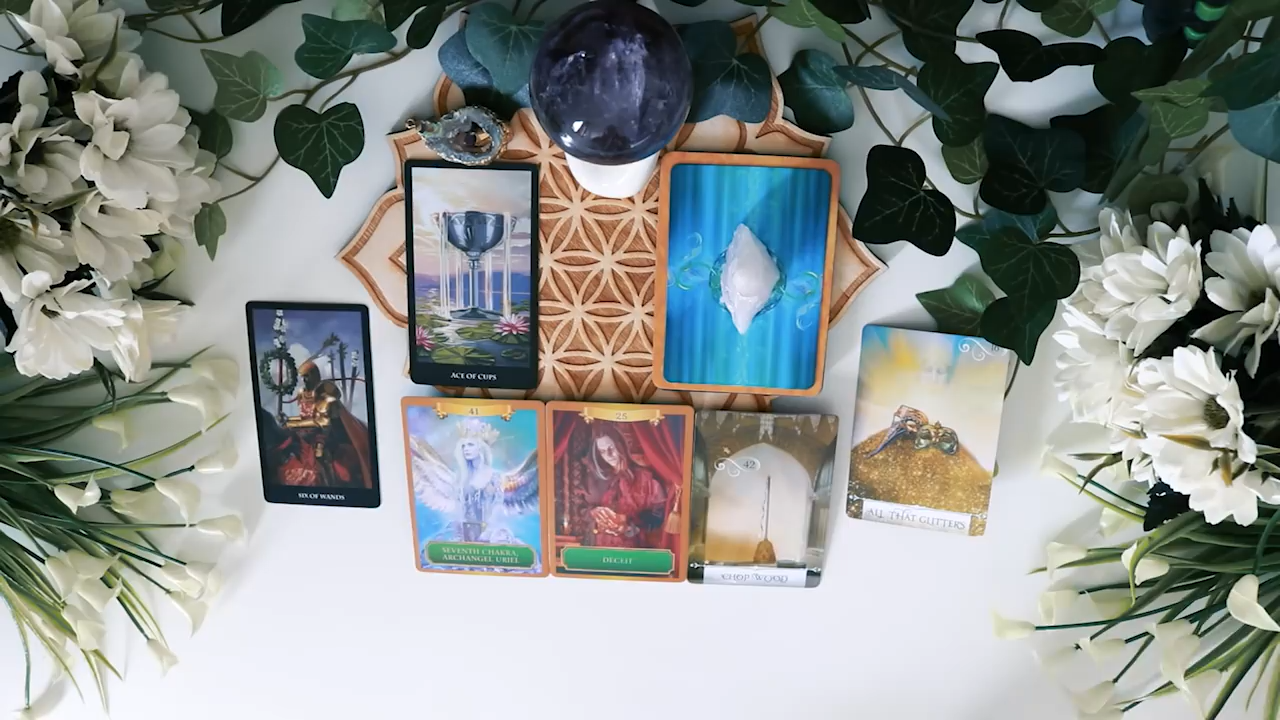 ACE OF CUPS
SIX OF WANDS
41
SEVENTH CHAKRA,
ARCHANGEL URIEL
25
DECEIT
42
CHOP WOOD
ALL THAT GLITTERS